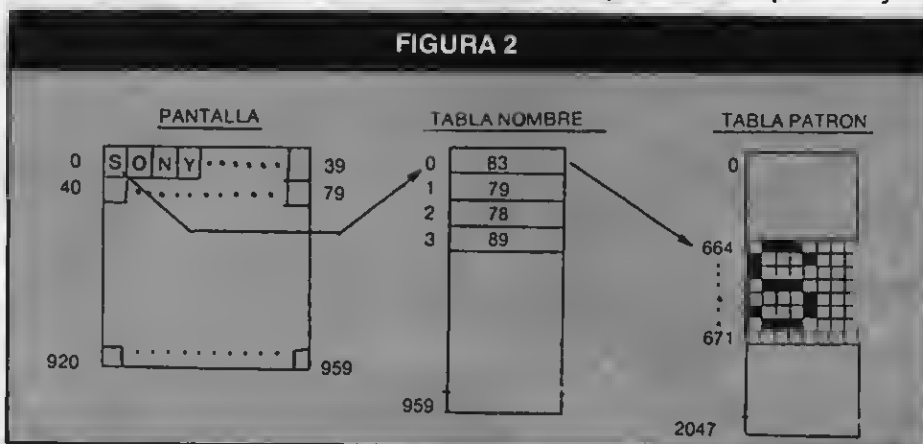 FIGURA 2
PANTALLA
0 S O N Y 39
40 79
920 959
TABLA NOMBRE
0 83
1 79
2 78
3 89
959
TABLA PATRON
0
664
671
2047